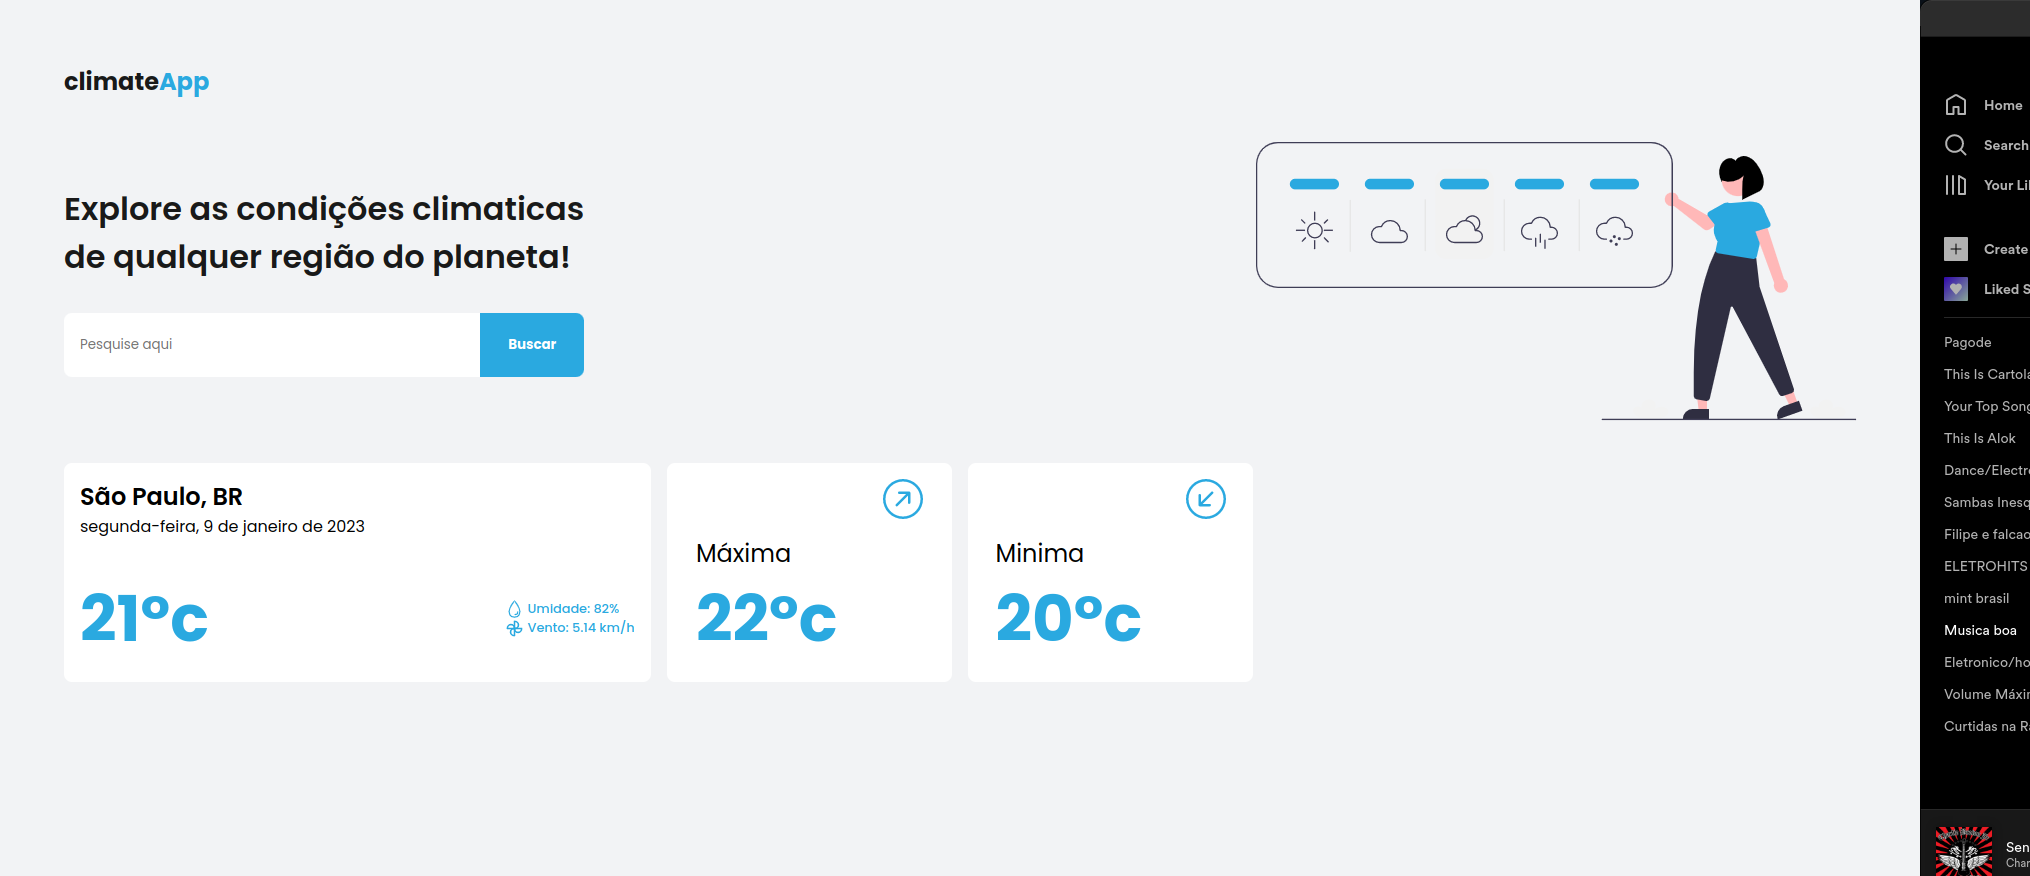 climateApp
Explore as condições climaticas
de qualquer região do planeta!
Pesquise aqui
Buscar
São Paulo, BR
segunda-feira, 9 de janeiro de 2023
21°c
Umidade: 82%
Vento: 5.14 km/h
Máxima
22°c
Minima
20°c
Home
Search
Your Li
Create
Liked S
Pagode
This Is Cartola
Your Top Song
This Is Alok
Dance/Electro
Sambas Inesq
Filipe e falcao
ELETROHITS
mint brasil
Musica boa
Eletronico/ho
Volume Máxi
Curtidas na R
Sen
Char